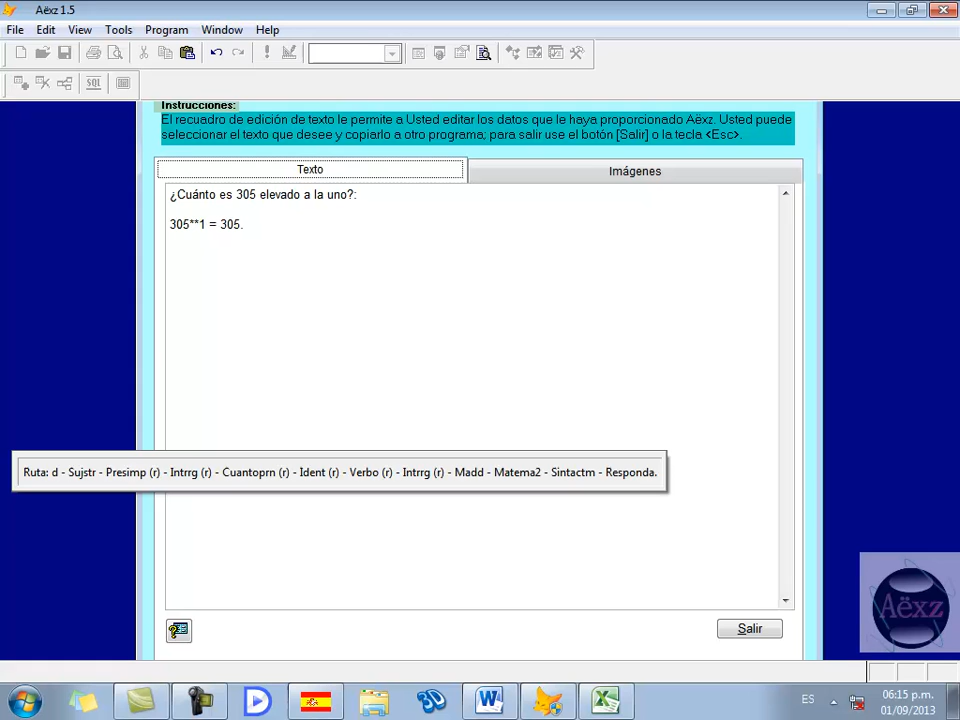 Aëxz 1.5
File Edit View Tools Program Window Help
SQL
Instrucciones:
El recuadro de edición de texto le permite a Usted editar los datos que le haya proporcionado Aëxz. Usted puede
seleccionar el texto que desee y copiarlo a otro programa; para salir use el botón [Salir] o la tecla <Esc>.
Texto Imágenes
¿Cuánto es 305 elevado a la uno?:
305**1 = 305.
Ruta: d - Sujstr - Presimp (r) - Intrrg (r) - Cuantoprn (r) - Ident (r) - Verbo (r) - Intrrg (r) - Madd - Matema2 - Sintactm - Responda.
Aëxz
Salir
ES
06:15 p.m.
01/09/2013